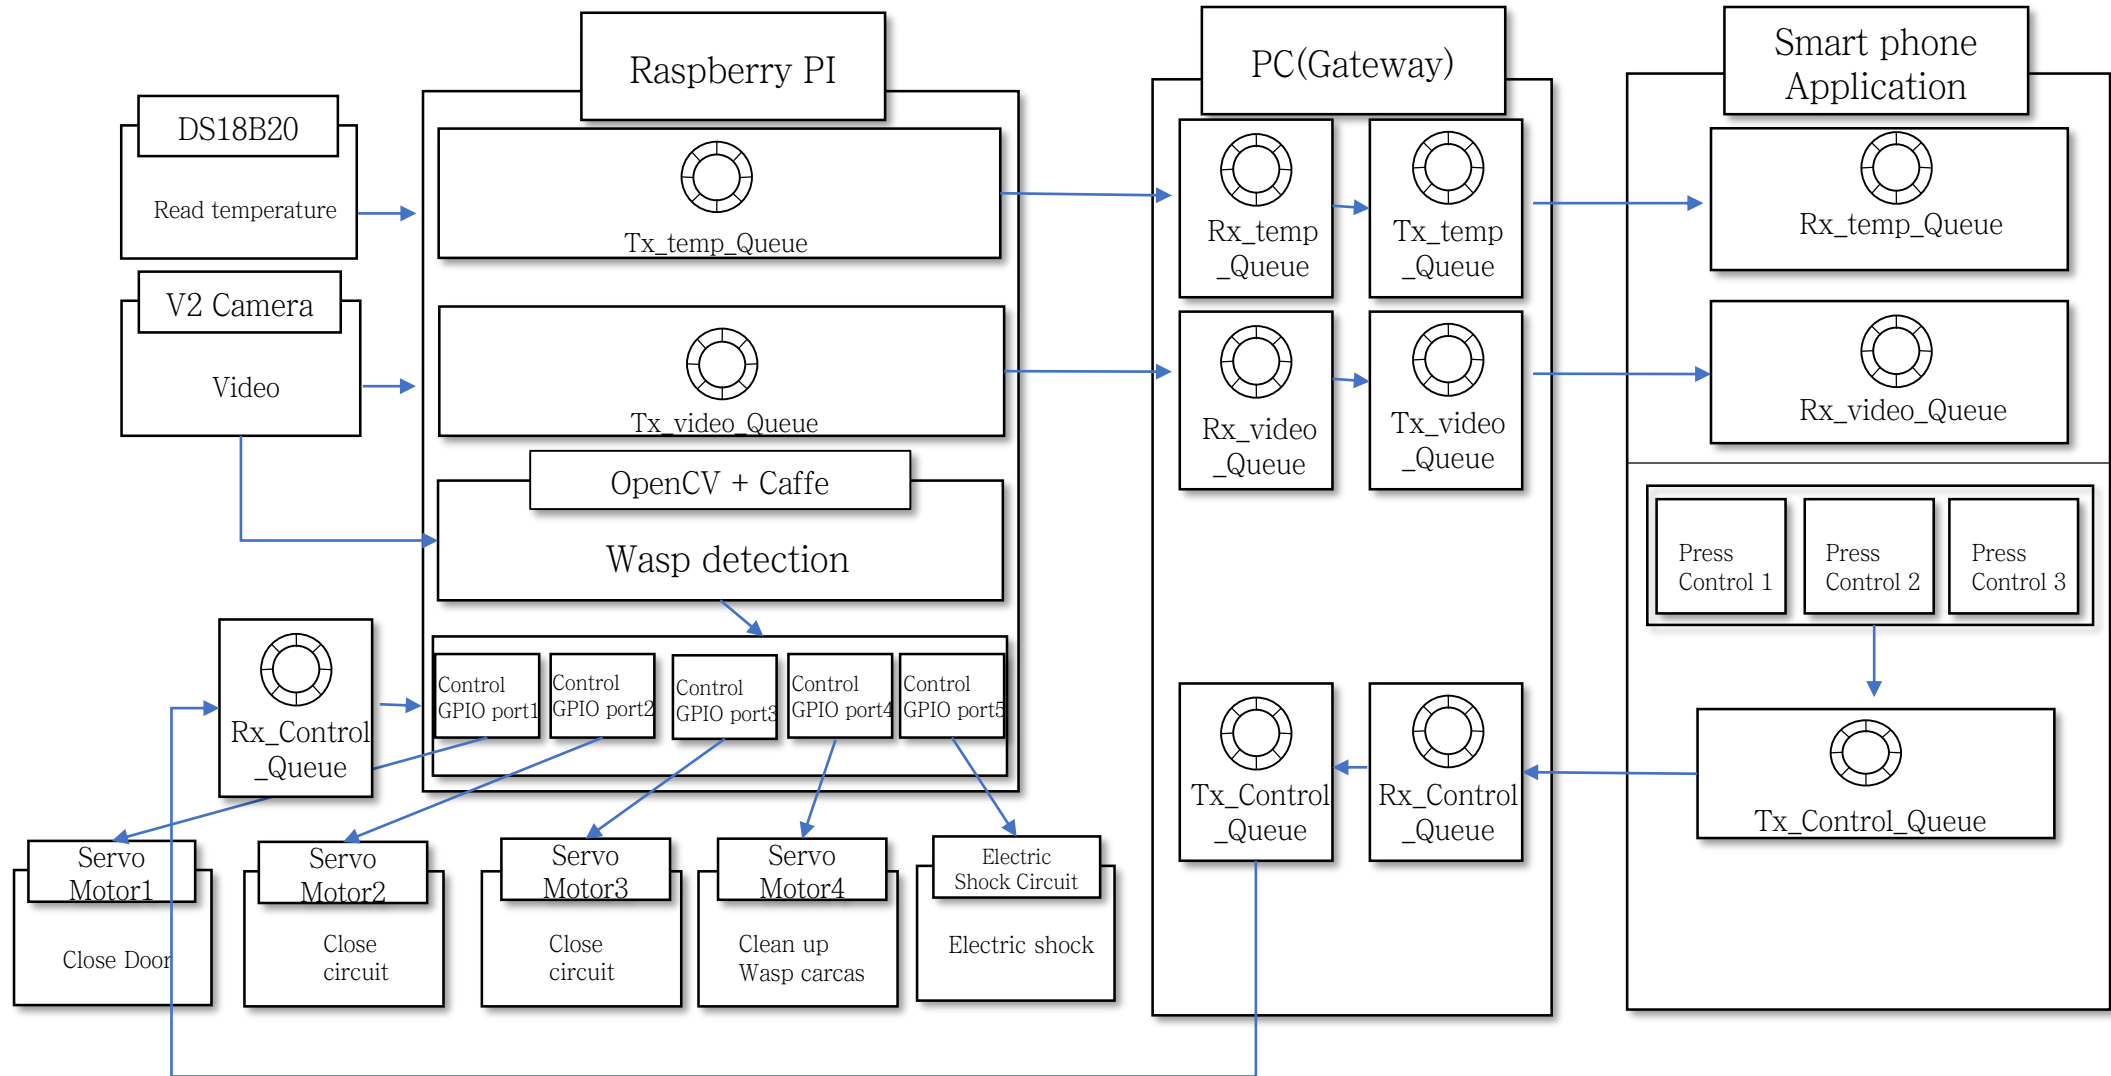 Raspberry PI
PC(Gateway)
Smart phone
Application
DS18B20
Read temperature
V2 Camera
Video
Tx_temp_Queue
Tx_video_Queue
OpenCV + Caffe
Wasp detection
Rx_temp
_Queue
Tx_temp
_Queue
Rx_video
_Queue
Tx_video
_Queue
Rx_temp_Queue
Rx_video_Queue
Press
Control 1
Press
Control 2
Press
Control 3
Rx_Control
_Queue
Control
GPIO port1
Control
GPIO port2
Control
GPIO port3
Control
GPIO port4
Control
GPIO port5
Tx_Control
_Queue
Rx_Control
_Queue
Tx_Control_Queue
Servo
Motor1
Close Door
Servo
Motor2
Close
circuit
Servo
Motor3
Close
circuit
Servo
Motor4
Clean up
Wasp carcas
Electric
Shock Circuit
Electric shock